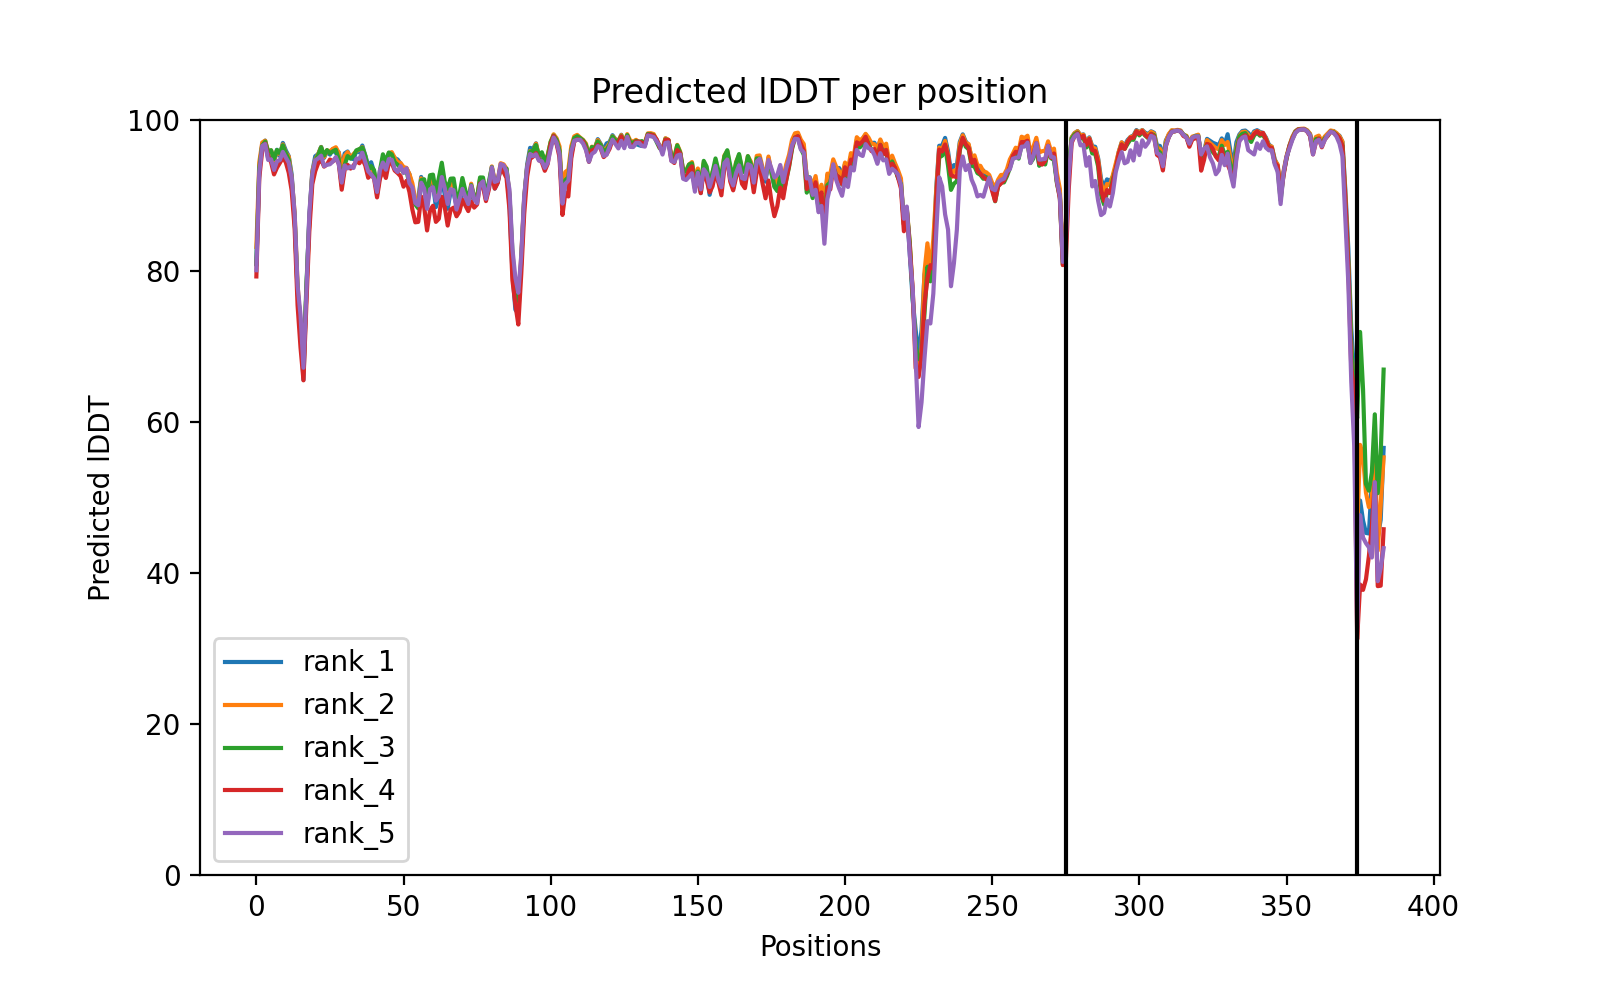 Predicted lDDT per position
100
80
60
40
20
0
Predicted lDDT
rank_1
rank_2
rank_3
rank_4
rank_5
0 50 100 150 200 250 300 350 400
Positions